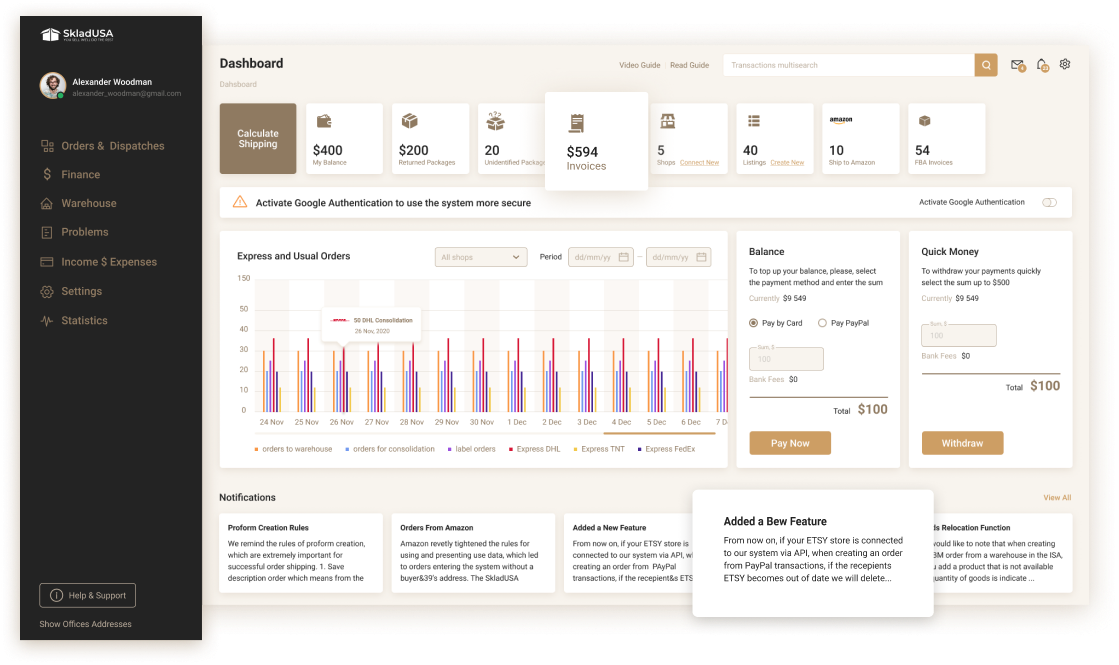 SkladUSA
Alexander Woodman
alexander_woodman@gmail.com
Orders & Dispatches
Finance
Warehouse
Problems
Income $ Expenses
Settings
Statistics
Help & Support
Show Offices Addresses
Dashboard
Dahsboard
Video Guide
Read Guide
Transactions multisearch
Calculate
Shipping
$400
My Balance
$200
Returned Packages
20
Unidentified Packag
$594
Invoices
5
Shops Connect New
40
Listings Create New
amazon
10
Ship to Amazon
54
FBA Invoices
Activate Google Authentication to use the system more secure
Activate Google Authentication
Express and Usual Orders
All shops
Period
dd/mm/yy – dd/mm/yy
150
50
40
30
20
10
0
50 DHL Consolidation
26 Nov, 2020
24 Nov 25 Nov 26 Nov 27 Nov 28 Nov 29 Nov 30 Nov 1 Dec 2 Dec 3 Dec 4 Dec 5 Dec 6 Dec 7 D
orders to warehouse orders for consolidation label orders Express DHL Express TNT Express FedEx
Balance
To top up your balance, please, select
the payment method and enter the sum
Currently $9 549
Pay by Card Pay PayPal
Sum, $
100
Bank Fees $0
Total $100
Pay Now
Quick Money
To withdraw your payments quickly
select the sum up to $500
Currently $9 549
Sum, $
100
Bank Fees $0
Total $100
Withdraw
Notifications
View All
Proform Creation Rules
We remind the rules of proform creation,
which are extremely important for
successful order shipping. 1. Save
description order which means from the
Orders From Amazon
Amazon revetly tightened the rules for
using and presenting use data, which led
to orders entering the system without a
buyer&39's address. The SkladUSA
Added a New Feature
From now on, if your ETSY store is
connected to our system via API, w
creating an order from PAyPal
transactions, if the recepient&s ETS
Added a Bew Feature
From now on, if your ETSY store is connected
to our system via API, when creating an order
from PayPal transactions, if the recepients
ETSY becomes out of date we will delete...
ls Relocation Function
vould like to note that when creating
3M order from a warehouse in the ISA,
u add a product that is not available
uantity of goods is indicate ...